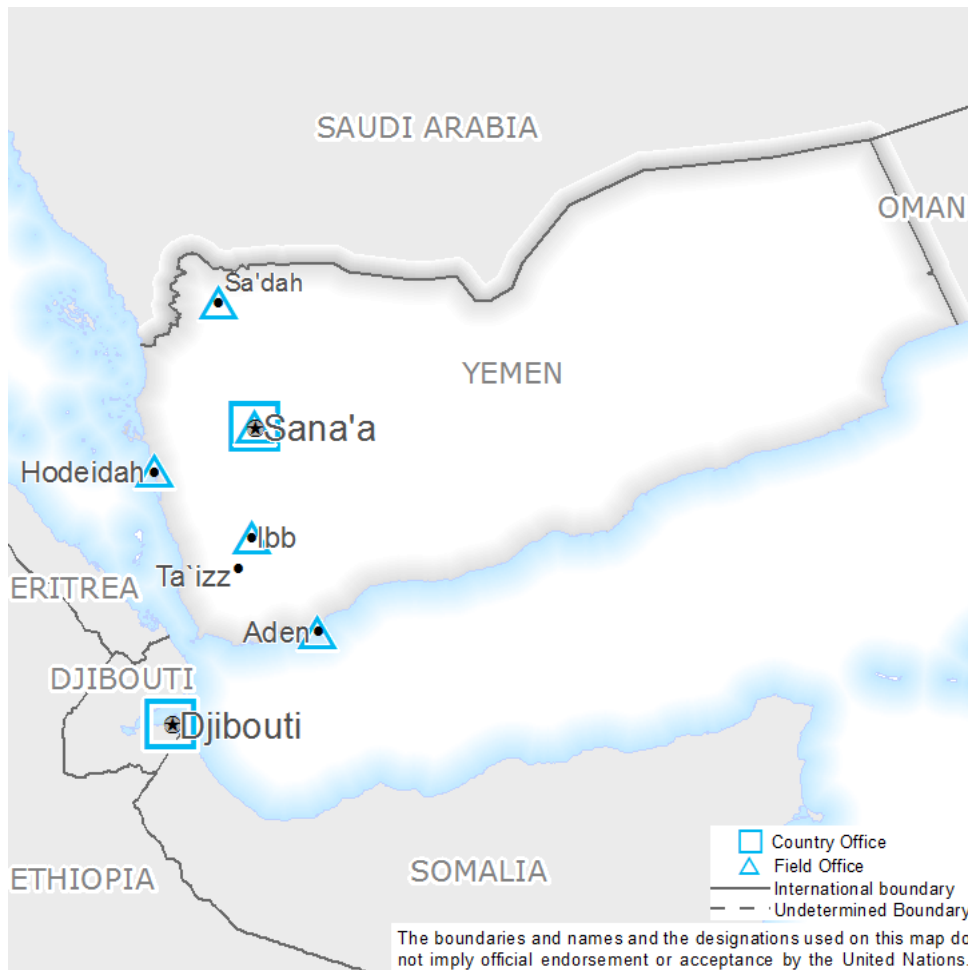 SAUDI ARABIA
OMAN
Sa'dah
YEMEN
Sana'a
Hodeidah
Ibb
Ta`izz
ERITREA
Aden
DJIBOUTI
Djibouti
ETHIOPIA
SOMALIA
Country Office
Field Office
International boundary
Undetermined Boundary
The boundaries and names and the designations used on this map do
not imply official endorsement or acceptance by the United Nations.